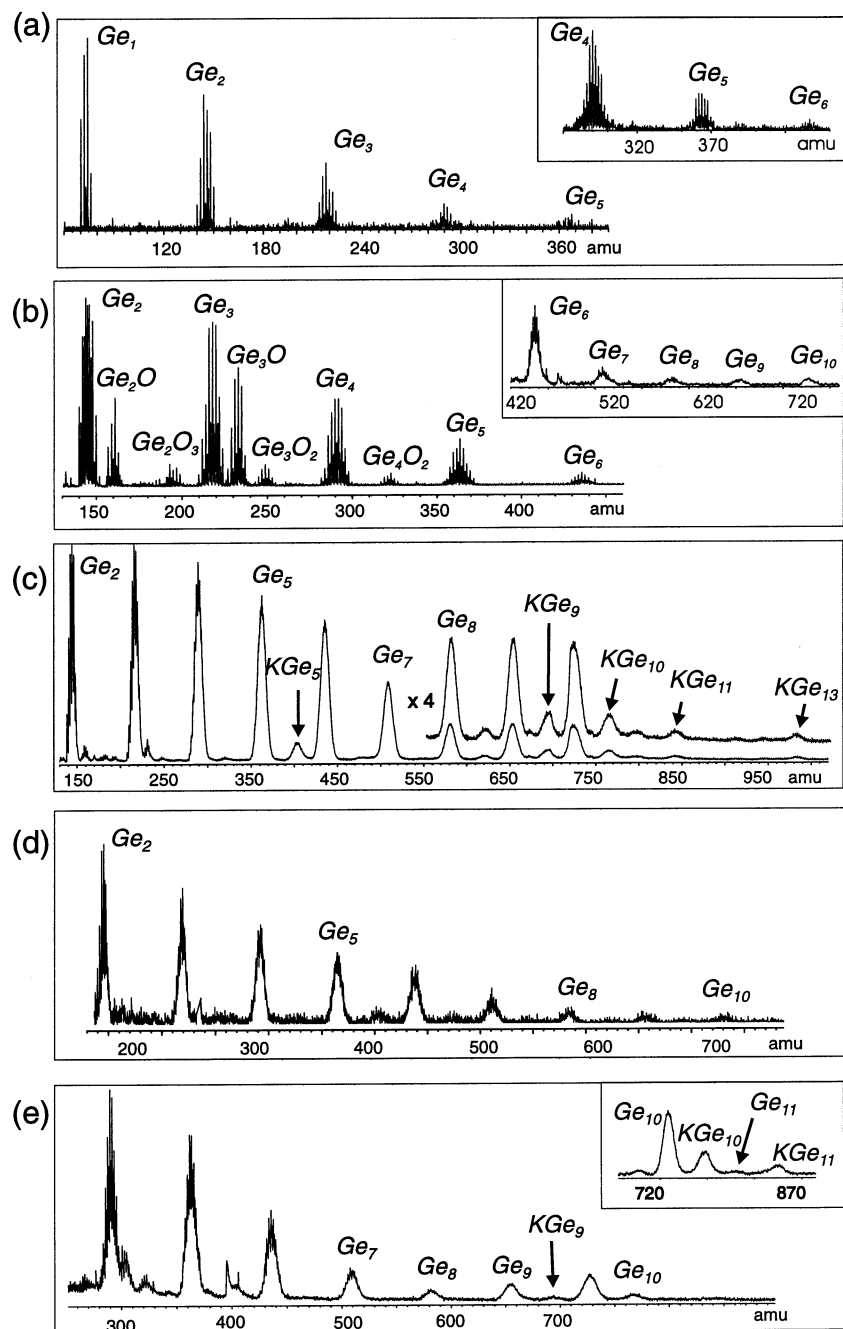 (a)
Ge₁
Ge₂
Ge₃
Ge₄
Ge₅
120 180 240 300 360 amu
Ge₄
Ge₅
Ge₆
320 370 amu
(b)
Ge₂
Ge₂O
Ge₂O₃
Ge₃
Ge₃O
Ge₃O₂
Ge₄
Ge₄O₂
Ge₅
Ge₆
150 200 250 300 350 400 amu
Ge₆
Ge₇
Ge₈
Ge₉
Ge₁₀
420 520 620 720
amu
(c)
Ge₂
Ge₅
KGe₅
Ge₇
x 4
Ge₈
KGe₉
KGe₁₀
KGe₁₁
KGe₁₃
150 250 350 450 550 650 750 850 950 amu
(d)
Ge₂
Ge₅
Ge₈
Ge₁₀
200 300 400 500 600 700
amu
(e)
Ge₇
Ge₈
Ge₉
KGe₉
Ge₁₀
300 400 500 600 700
amu
Ge₁₀
KGe₁₀
Ge₁₁
KGe₁₁
720 870